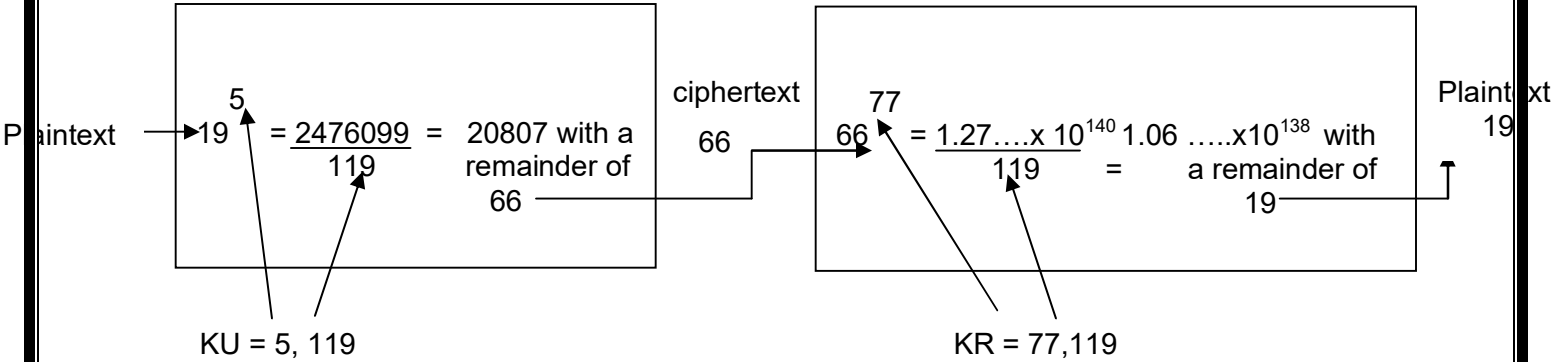 5
Plaintext 19 = 2476099 = 20807 with a
119 remainder of
66
KU = 5, 119
ciphertext
66
77
66 = 1.27....x 10¹⁴⁰ 1.06 .....x10¹³⁸ with
119 = a remainder of
19
KR = 77,119
Plaintext
19